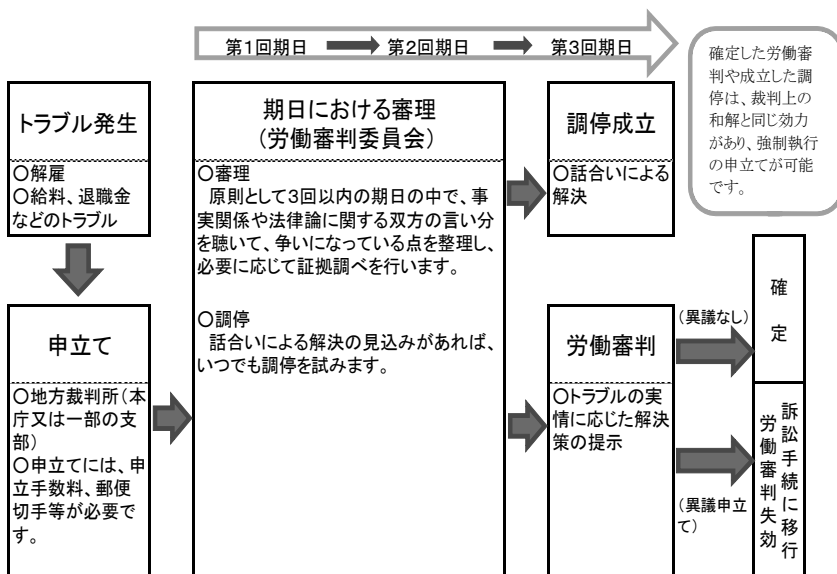 第1回期日 第2回期日 第3回期日
確定した労働審
判や成立した調
停は、裁判上の
和解と同じ効力
があり、強制執行
の申立てが可能
です。
トラブル発生
○解雇
○給料、退職金
などのトラブル
申立て
○地方裁判所(本
庁又は一部の支
部)
○申立てには、申
立手数料、郵便
切手等が必要で
す。
期日における審理
(労働審判委員会)
○審理
原則として3回以内の期日の中で、事
実関係や法律論に関する双方の言い分
を聴いて、争いになっている点を整理し、
必要に応じて証拠調べを行います。
○調停
話合いによる解決の見込みがあれば、
いつでも調停を試みます。
調停成立
○話合いによる
解決
労働審判
○トラブルの実
情に応じた解決
策の提示
(異議なし)
確定
(異議申立
て)
訴訟手続に移行
労働審判失効